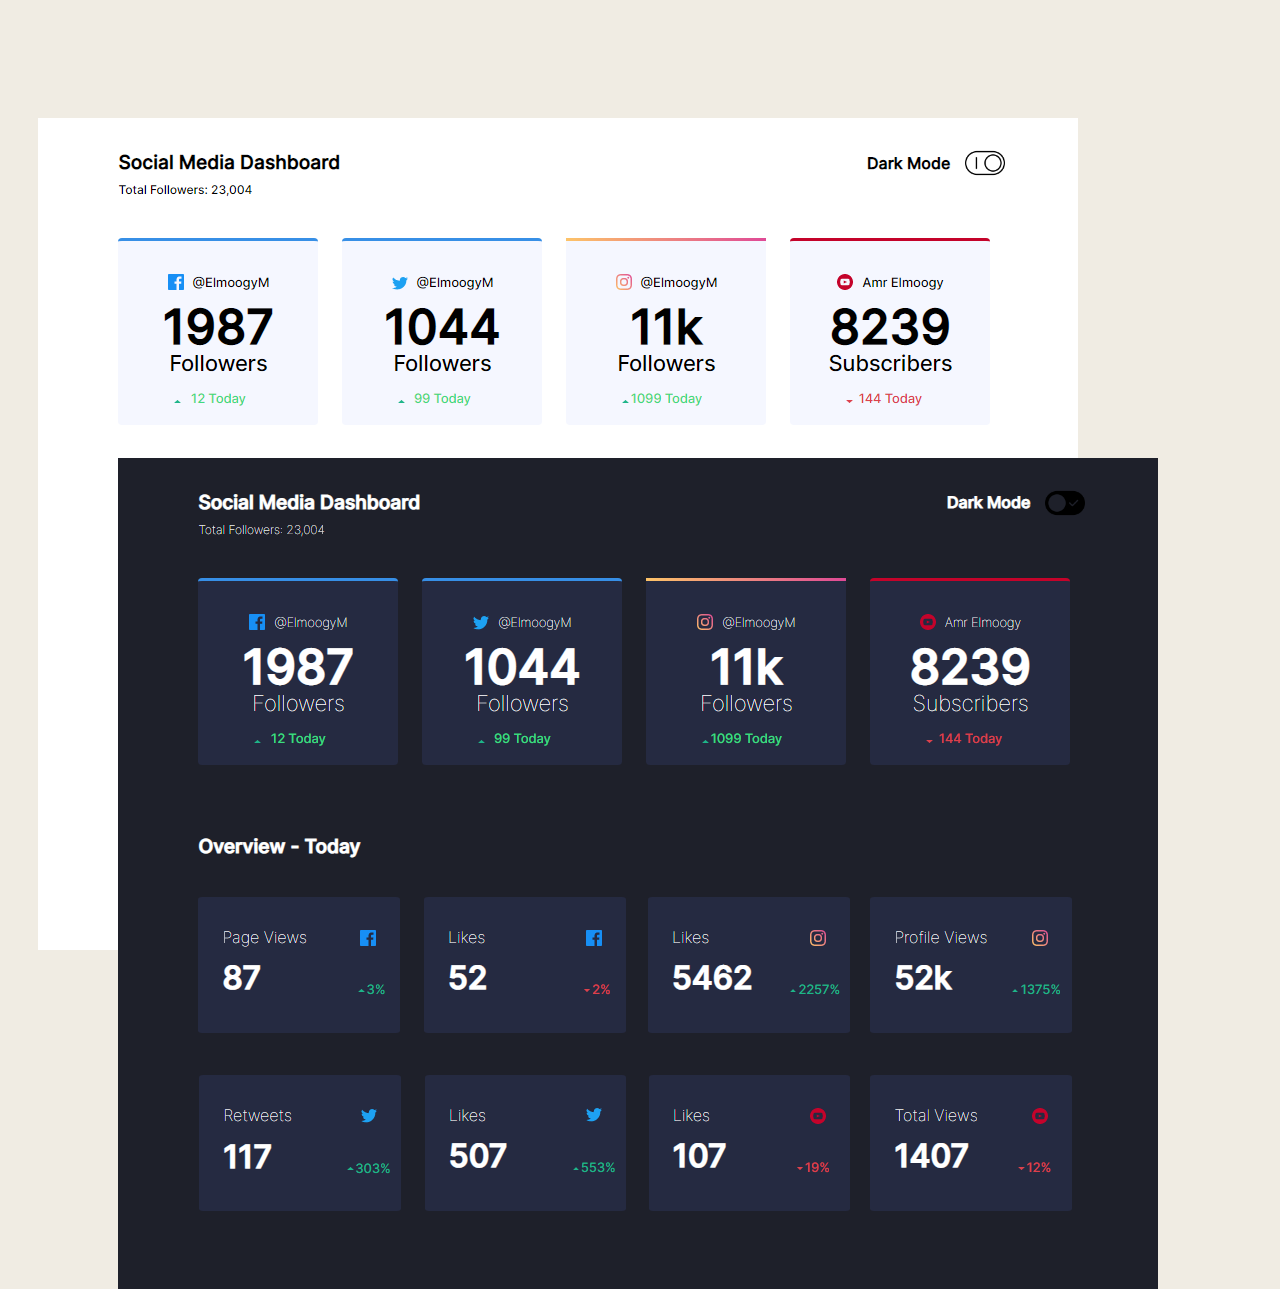 Social Media Dashboard
Dark Mode
Total Followers: 23,004
@ElmoogyM
@ElmoogyM
@ElmoogyM
Amr Elmoogy
1987
1044
11k
8239
Followers
Followers
Followers
Subscribers
12 Today
99 Today
1099 Today
144 Today
Social Media Dashboard
Dark Mode
Total Followers: 23,004
@ElmoogyM
@ElmoogyM
@ElmoogyM
Amr Elmoogy
1987
1044
11k
8239
Followers
Followers
Followers
Subscribers
12 Today
99 Today
1099 Today
144 Today
Overview - Today
Page Views
Likes
Likes
Profile Views
87
52
5462
52k
3%
2%
2257%
1375%
Retweets
Likes
Likes
Total Views
117
507
107
1407
303%
553%
19%
12%